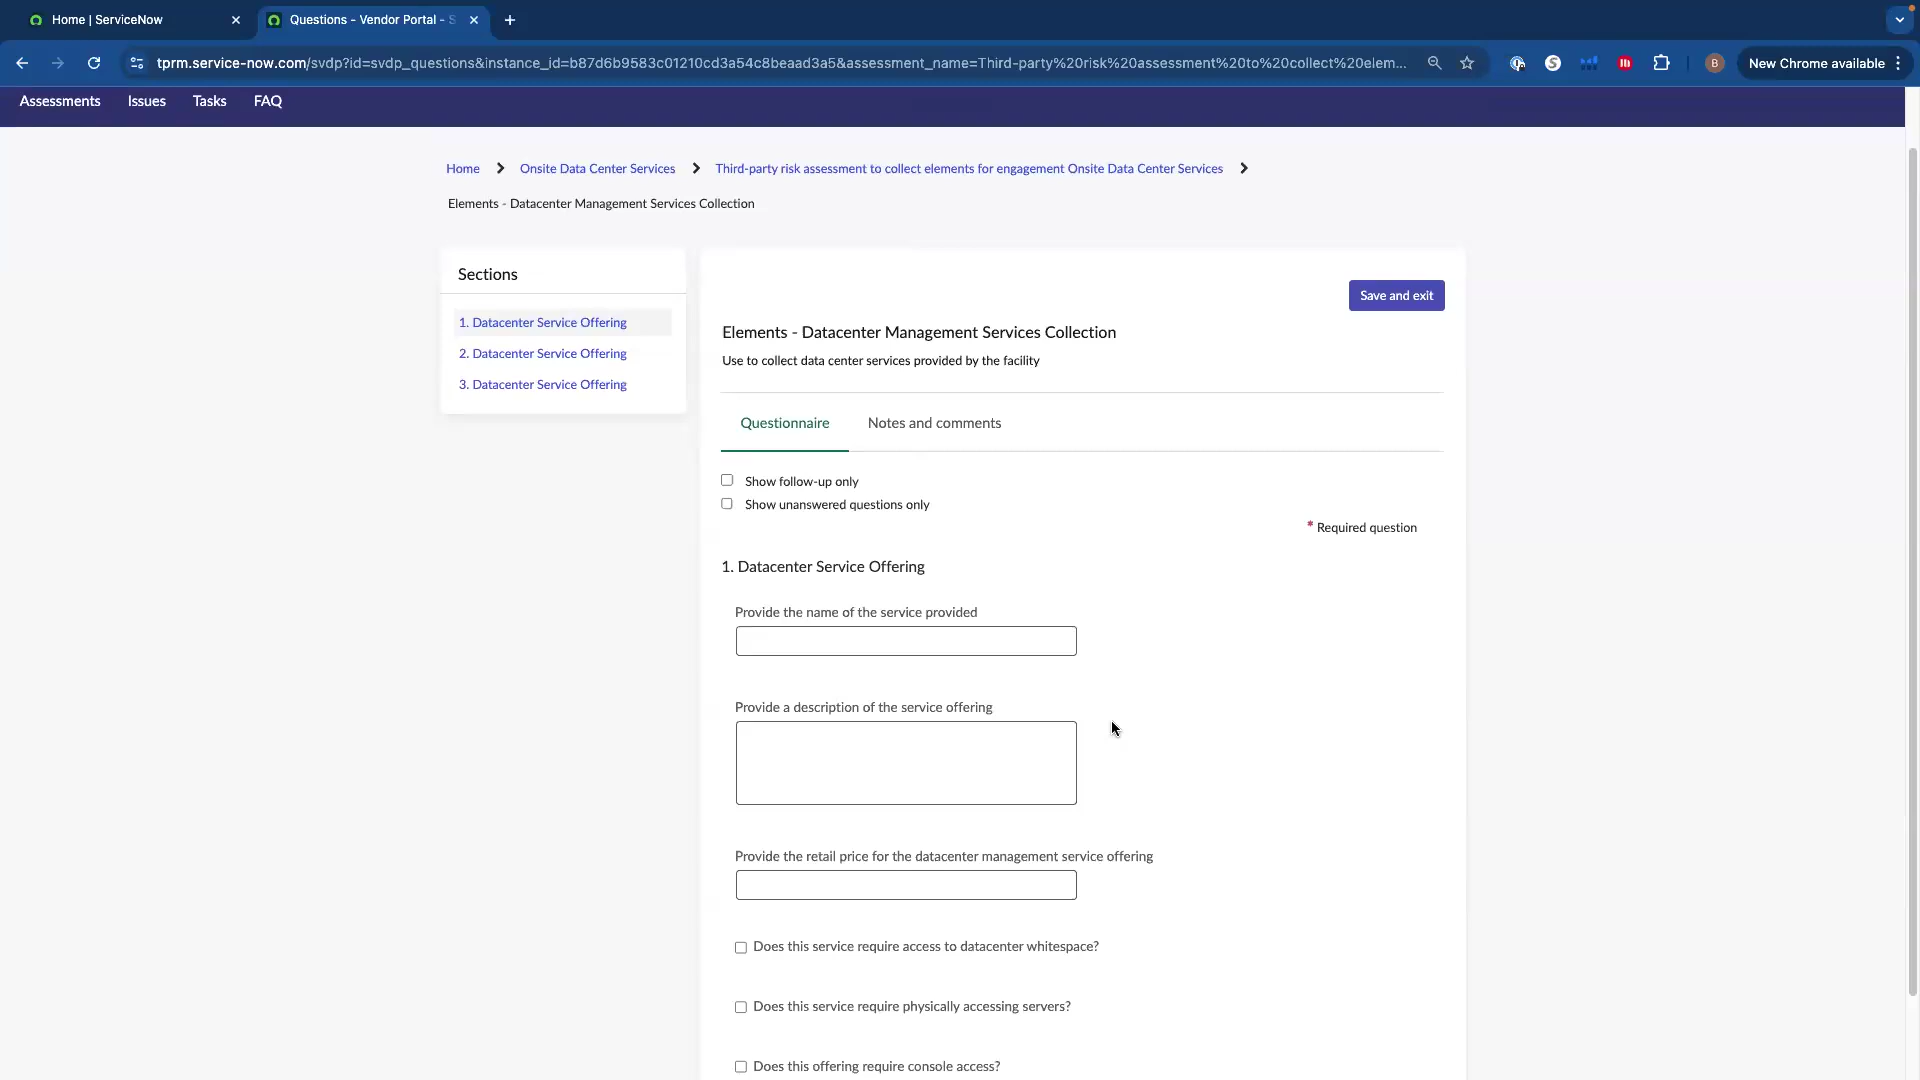 Home | ServiceNow
Questions - Vendor Portal - S
tprm.service-now.com/svdp?id=svdp_questions&instance_id=b87d6b9583c01210cd3a54c8beaad3a5&assessment_name=Third-party%20risk%20assessment%20to%20collect%20elem...
New Chrome available
B
Assessments Issues Tasks FAQ
Home Onsite Data Center Services Third-party risk assessment to collect elements for engagement Onsite Data Center Services
Elements - Datacenter Management Services Collection
Sections
1. Datacenter Service Offering
2. Datacenter Service Offering
3. Datacenter Service Offering
Save and exit
Elements - Datacenter Management Services Collection
Use to collect data center services provided by the facility
Questionnaire Notes and comments
Show follow-up only
Show unanswered questions only
* Required question
1. Datacenter Service Offering
Provide the name of the service provided
Provide a description of the service offering
Provide the retail price for the datacenter management service offering
Does this service require access to datacenter whitespace?
Does this service require physically accessing servers?
Does this offering require console access?